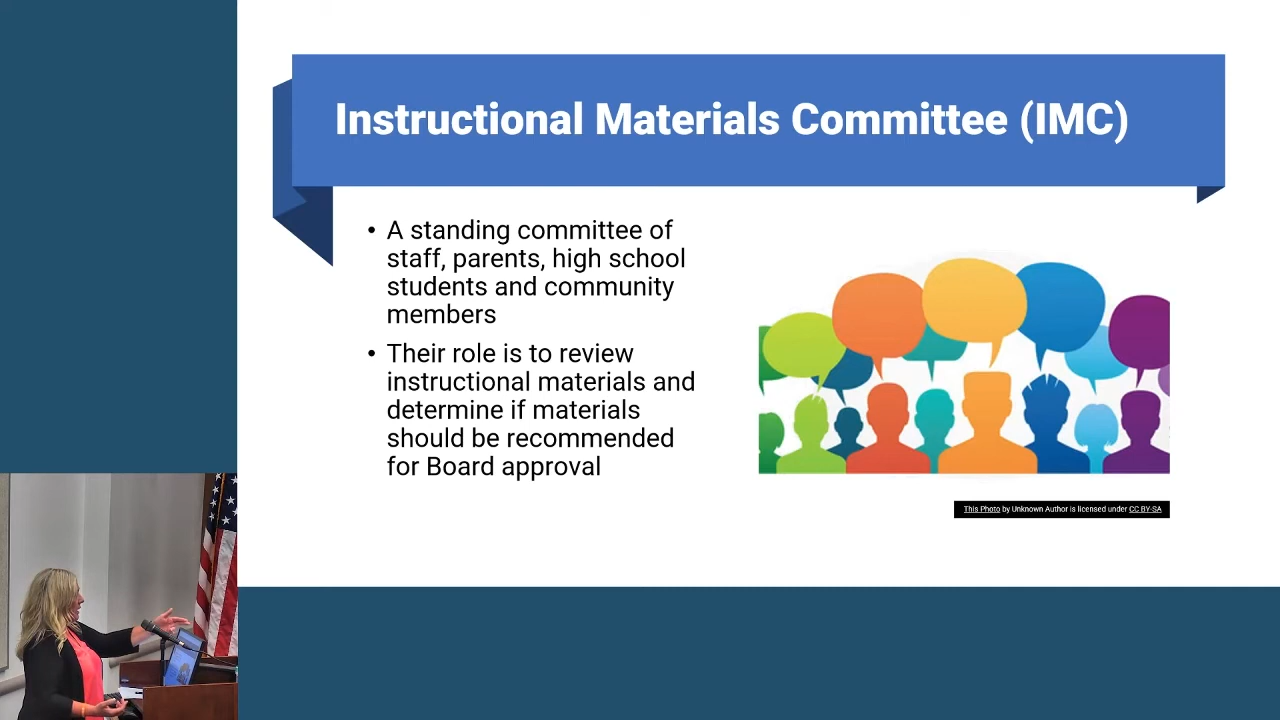 Instructional Materials Committee (IMC)
• A standing committee of
staff, parents, high school
students and community
members
• Their role is to review
instructional materials and
determine if materials
should be recommended
for Board approval
This Photo by Unknown Author is licensed under CC BY-SA